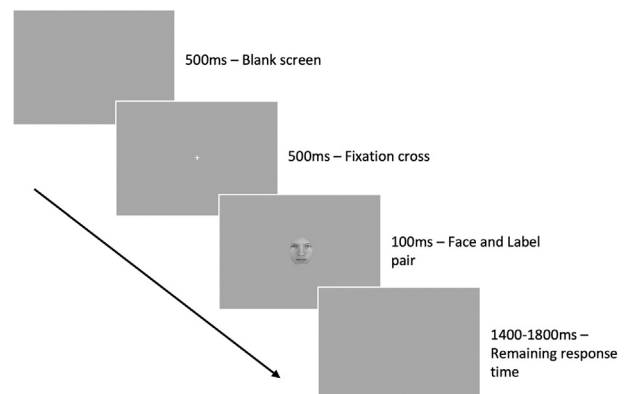 500ms – Blank screen
500ms – Fixation cross
100ms – Face and Label
pair
1400-1800ms –
Remaining response
time